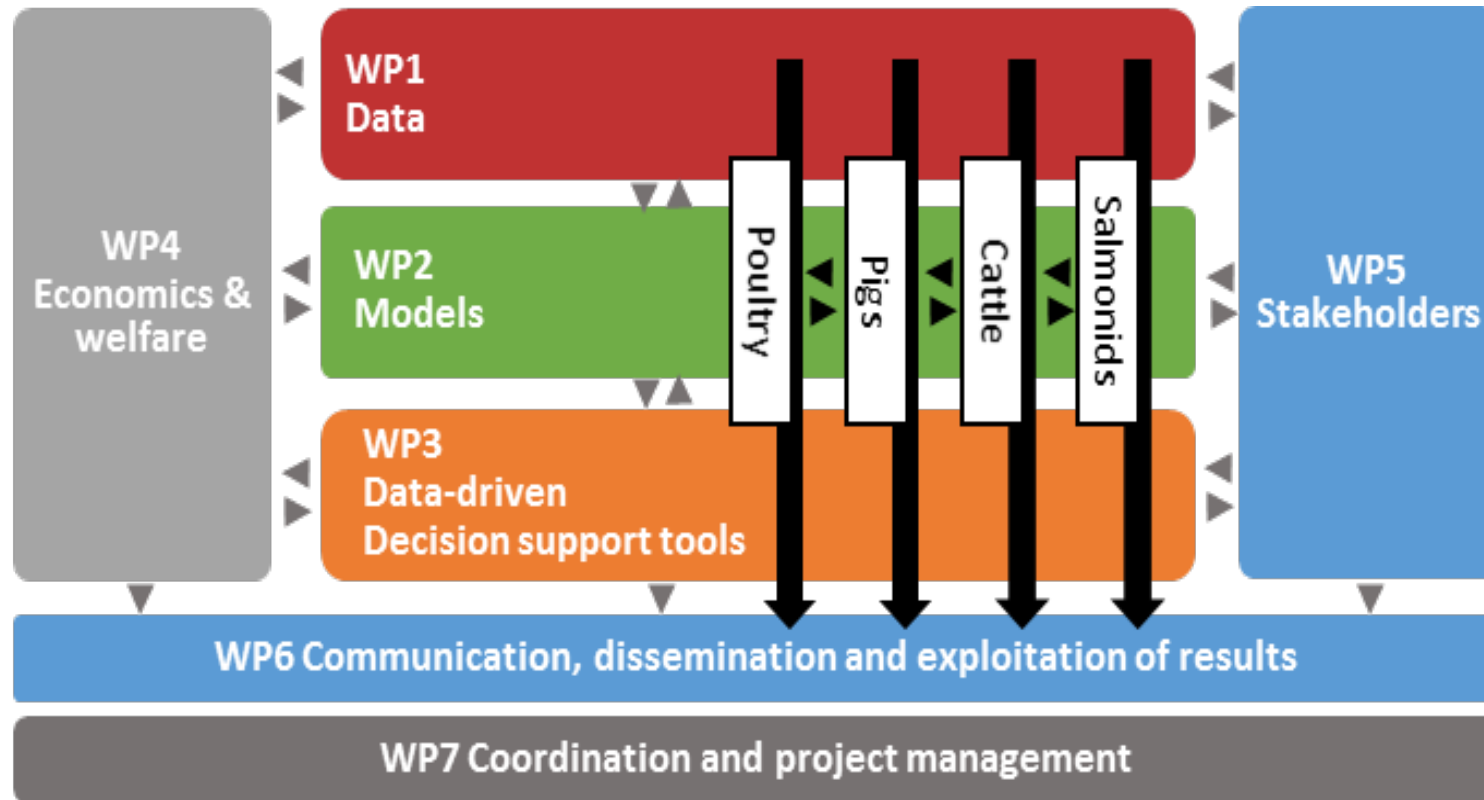 WP1
Data
WP4
Economics &
welfare
WP2
Models
WP3
Data-driven
Decision support tools
Poultry
Pigs
Cattle
Salmonids
WP5
Stakeholders
WP6 Communication, dissemination and exploitation of results
WP7 Coordination and project management